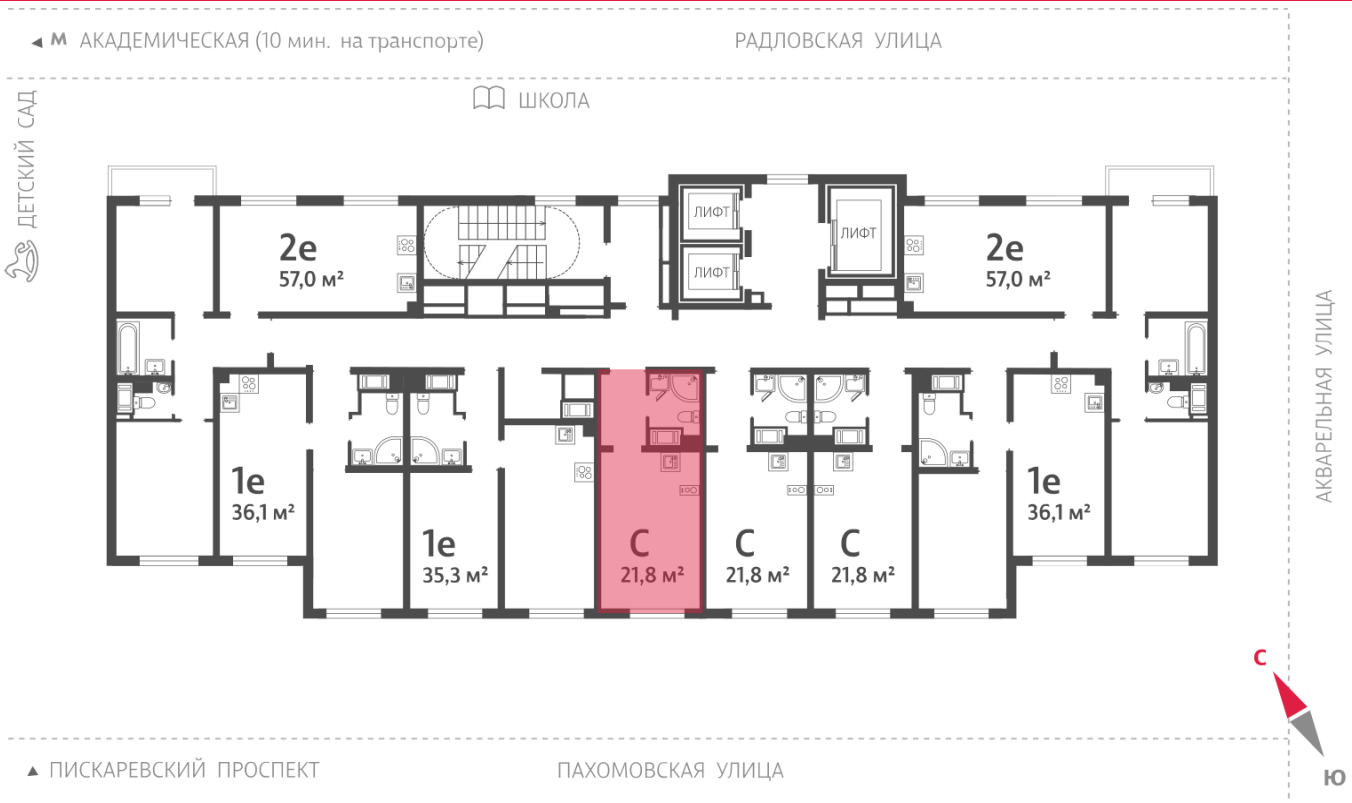 М АКАДЕМИЧЕСКАЯ (10 мин. на транспорте)
РАДЛОВСКАЯ УЛИЦА
ШКОЛА
ДЕТСКИЙ САД
ЛИФТ
ЛИФТ
ЛИФТ
2е
57,0 м²
2е
57,0 м²
1е
36,1 м²
1е
35,3 м²
С
21,8 м²
С
21,8 м²
С
21,8 м²
1е
36,1 м²
АКВАРЕЛЬНАЯ УЛИЦА
С
Ю
ПИСКАРЕВСКИЙ ПРОСПЕКТ
ПАХОМОВСКАЯ УЛИЦА